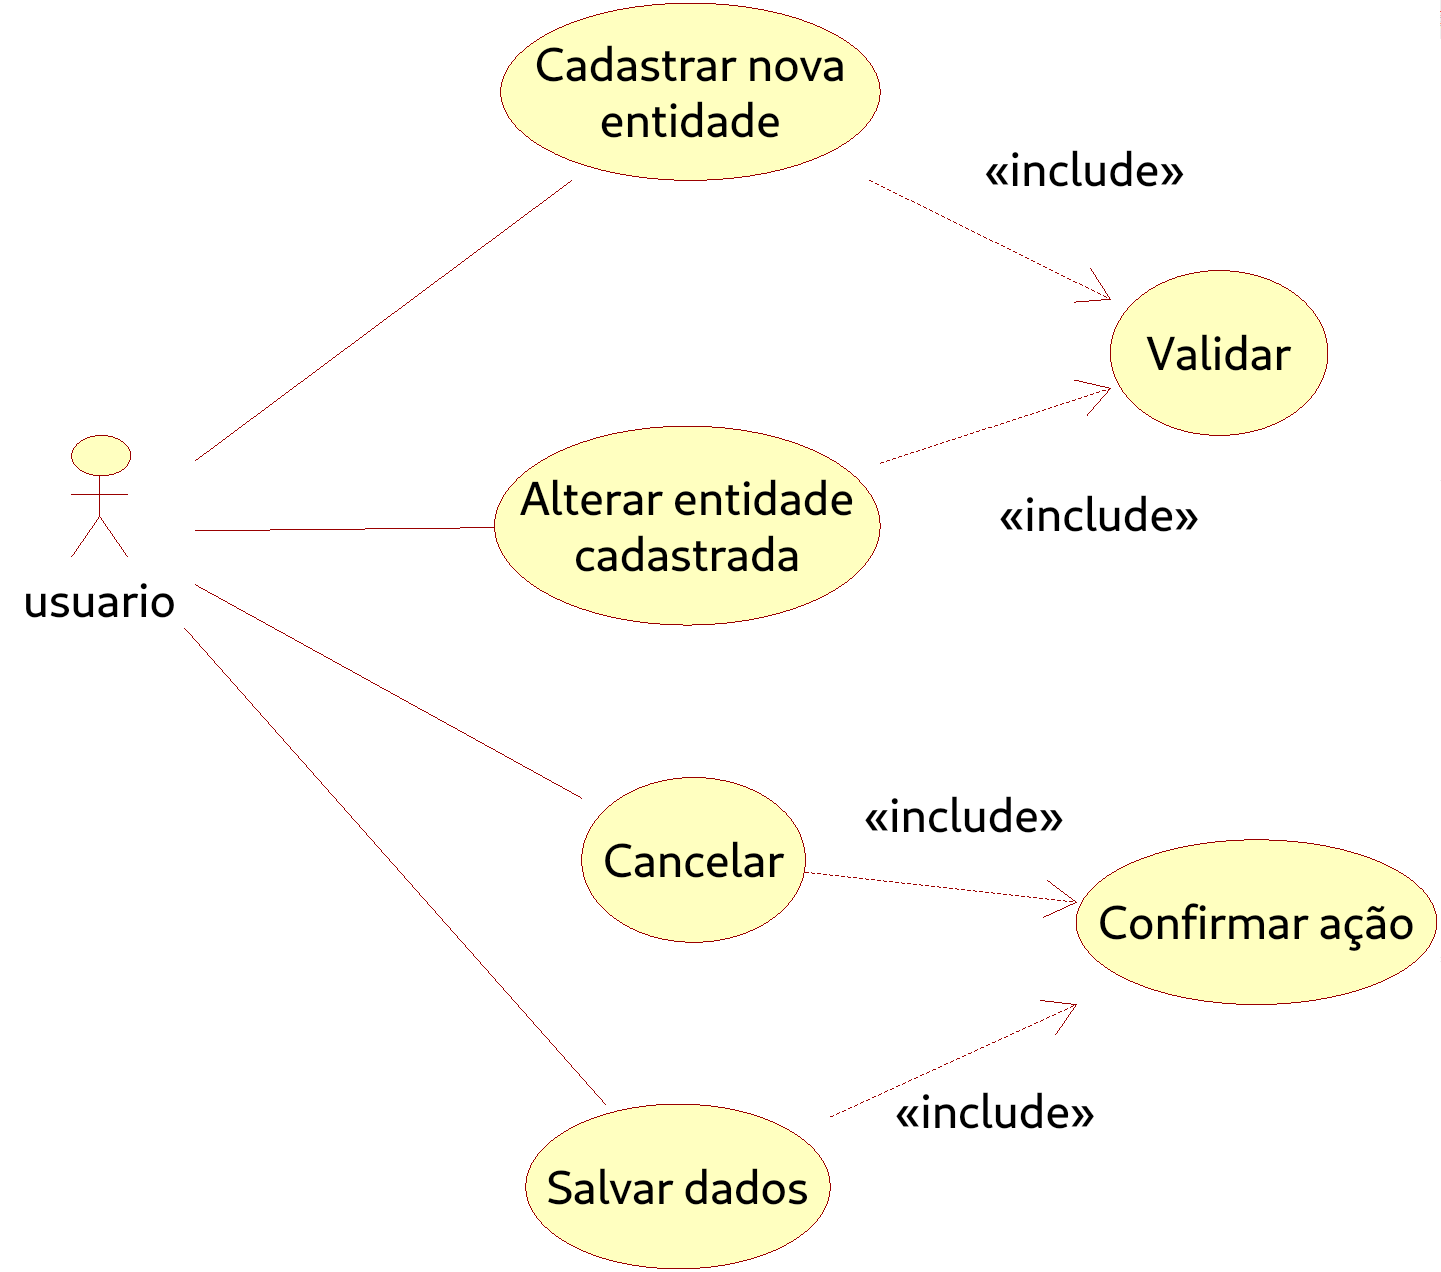 Cadastrar nova
entidade
«include»
Validar
Alterar entidade
cadastrada
«include»
usuario
«include»
Cancelar
Confirmar ação
«include»
Salvar dados